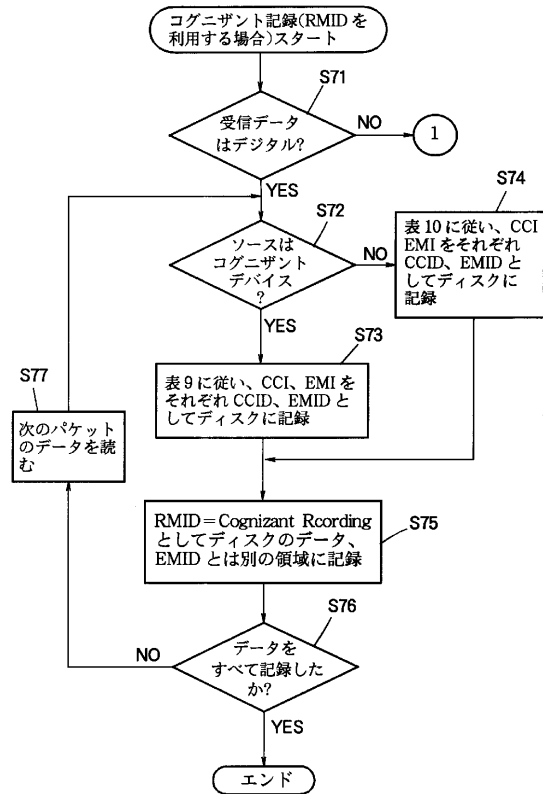 コグニザント記録(RMIDを
利用する場合)スタート
S71
受信データ
はデジタル?
NO
1
YES
S72
ソースは
コグニザント
デバイス
?
NO
S74
表10に従い、CCI
EMIをそれぞれ
CCID、EMIDと
してディスクに
記録
YES
S73
表9に従い、CCI、EMIを
それぞれCCID、EMIDと
してディスクに記録
S77
次のパケット
のデータを読
む
RMID=Cognizant Rcording
としてディスクのデータ、
EMIDとは別の領域に記録
S75
S76
データを
すべて記録した
か?
NO
YES
エンド